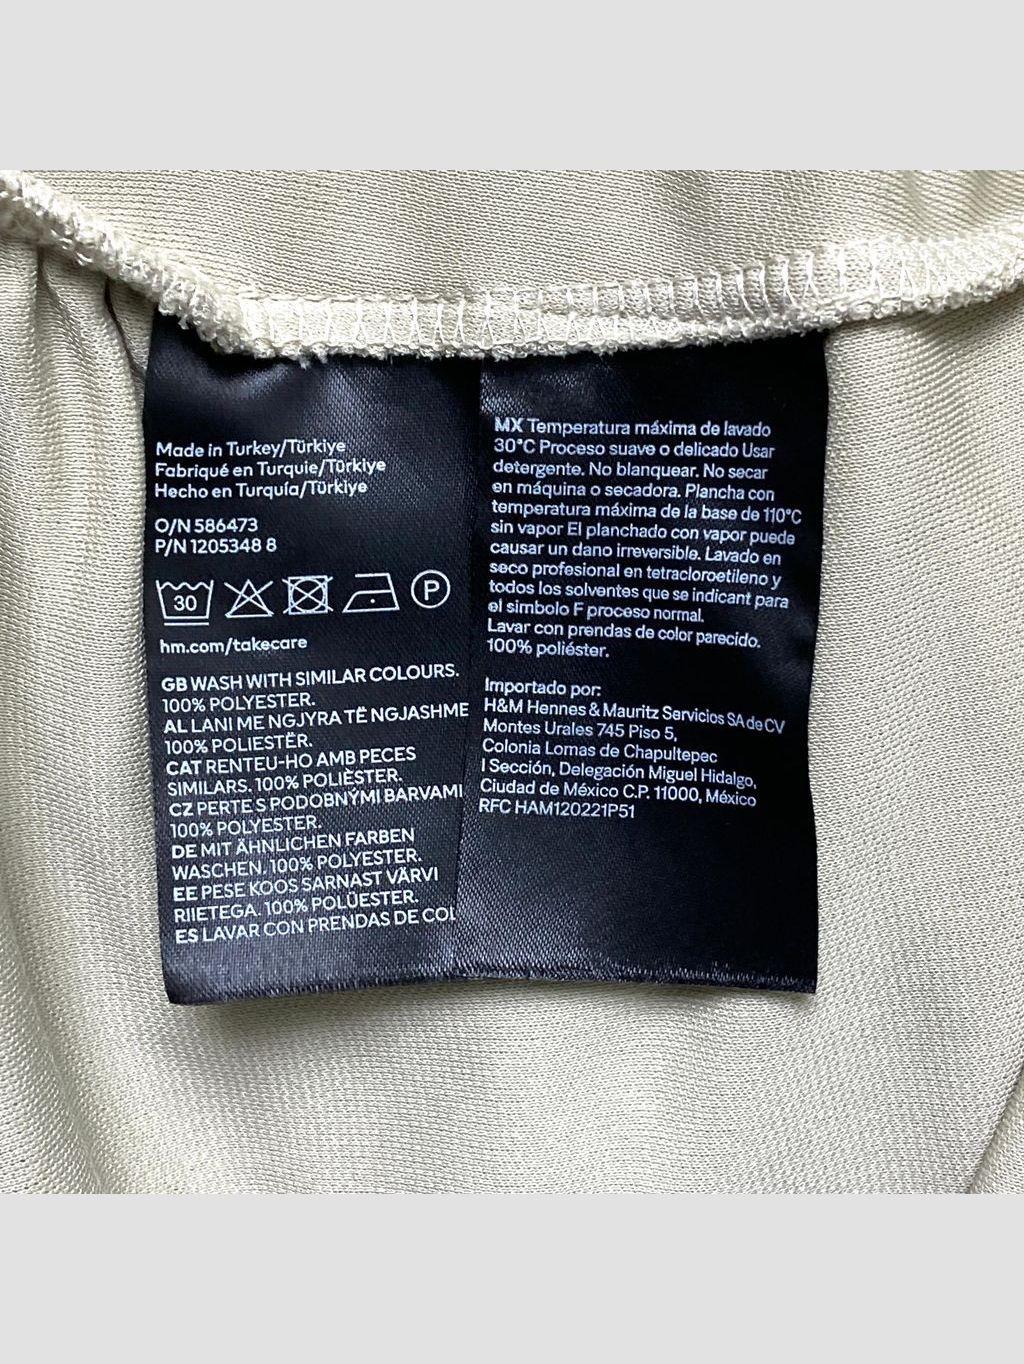 Made in Turkey/Türkiye
Fabriqué en Turquie/Türkiye
Hecho en Turquía/Türkiye
O/N 586473
P/N 1205348 8
30
P
hm.com/takecare
GB WASH WITH SIMILAR COLOURS.
100% POLYESTER.
AL LANI ME NGJYRA TË NGJASHME
100% POLIESTËR.
CAT RENTEU-HO AMB PECES
SIMILARS. 100% POLIÈSTER.
CZ PERTE S PODOBNÝMI BARVAMI
100% POLYESTER.
DE MIT ÄHNLICHEN FARBEN
WASCHEN. 100% POLYESTER.
EE PESE KOOS SARNAST VÄRVI
RIIETEGA. 100% POLÜESTER.
ES LAVAR CON PRENDAS DE COL
MX Temperatura máxima de lavado
30°C Proceso suave o delicado Usar
detergente. No blanquear. No secar
en máquina o secadora. Plancha con
temperatura máxima de la base de 110°C
sin vapor El planchado con vapor puede
causar un dano irreversible. Lavado en
seco profesional en tetracloroetileno y
todos los solventes que se indicant para
el simbolo F proceso normal.
Lavar con prendas de color parecido.
100% poliéster.
Importado por:
H&M Hennes & Mauritz Servicios SA de CV
Montes Urales 745 Piso 5,
Colonia Lomas de Chapultepec
I Sección, Delegación Miguel Hidalgo,
Ciudad de México C.P. 11000, México
RFC HAM120221P51